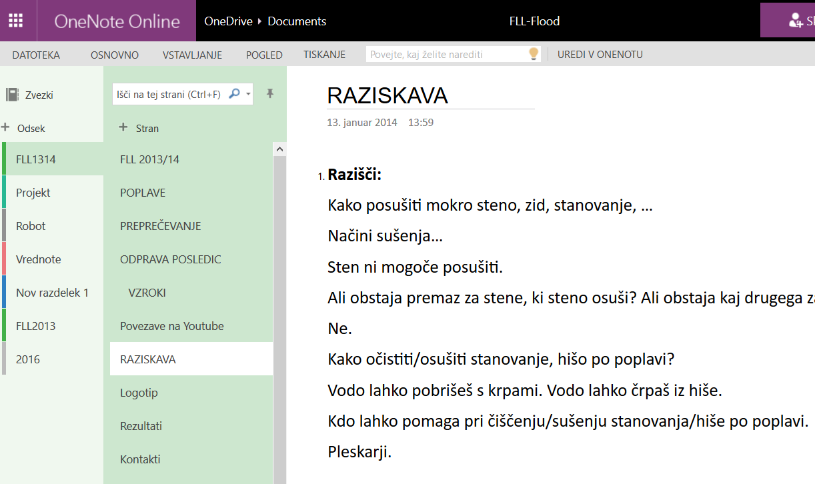 OneNote Online
OneDrive Documents
FLL-Flood
DATOTEKA OSNOVNO VSTAVLJANJE POGLED TISKANJE Povejte, kaj želite narediti UREDI V ONENOTU
Zvezki
Odsek
FLL1314
Projekt
Robot
Vrednote
Nov razdelek 1
FLL2013
2016
Išči na tej strani (Ctrl+F)
Stran
FLL 2013/14
POPLAVE
PREPREČEVANJE
ODPRAVA POSLEDIC
VZROKI
Povezave na Youtube
RAZISKAVA
Logotip
Rezultati
Kontakti
RAZISKAVA
13. januar 2014 13:59
1. Razišči:
Kako posušiti mokro steno, zid, stanovanje, ...
Načini sušenja...
Sten ni mogoče posušiti.
Ali obstaja premaz za stene, ki steno osuši? Ali obstaja kaj drugega
Ne.
Kako očistiti/osušiti stanovanje, hišo po poplavi?
Vodo lahko pobrišeš s krpami. Vodo lahko črpaš iz hiše.
Kdo lahko pomaga pri čiščenju/sušenju stanovanja/hiše po poplavi.
Pleskarji.